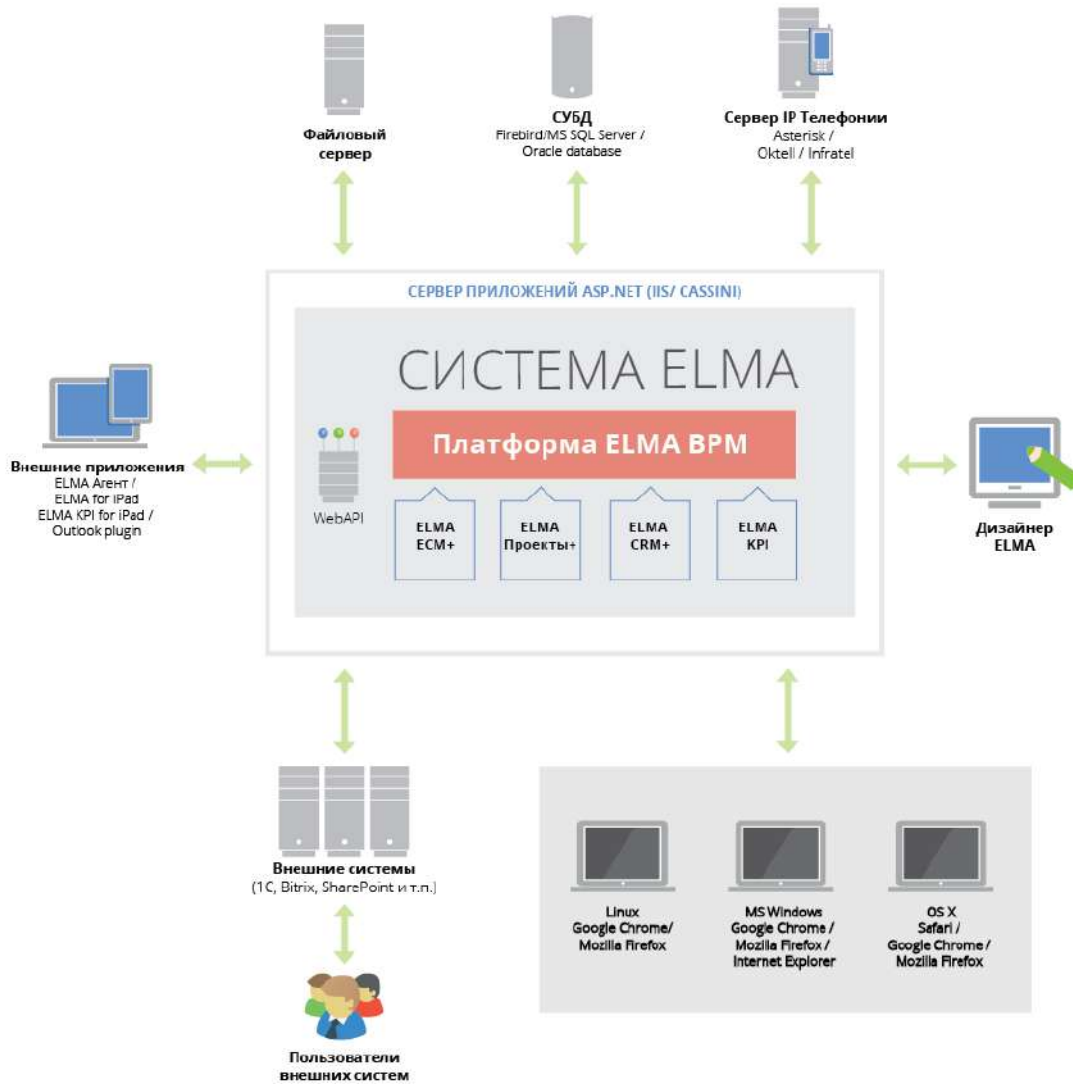 Файловый
сервер
СУБД
Firebird/MS SQL Server /
Oracle database
Сервер IP Телефонии
Asterisk /
Oktell / Infratel
СЕРВЕР ПРИЛОЖЕНИЙ ASP.NET (IIS/ CASSINI)
СИСТЕМА ELMA
Платформа ELMA BPM
WebAPI
ELMA
ECM+
ELMA
Проекты+
ELMA
CRM+
ELMA
KPI
Внешние приложения
ELMA Агент /
ELMA for iPad
ELMA KPI for iPad /
Outlook plugin
Дизайнер
ELMA
Внешние системы
(1С, Bitrix, SharePoint и т.п.)
Linux
Google Chrome/
Mozilla Firefox
MS Windows
Google Chrome /
Mozilla Firefox /
Internet Explorer
OS X
Safari /
Google Chrome /
Mozilla Firefox
Пользователи
внешних систем